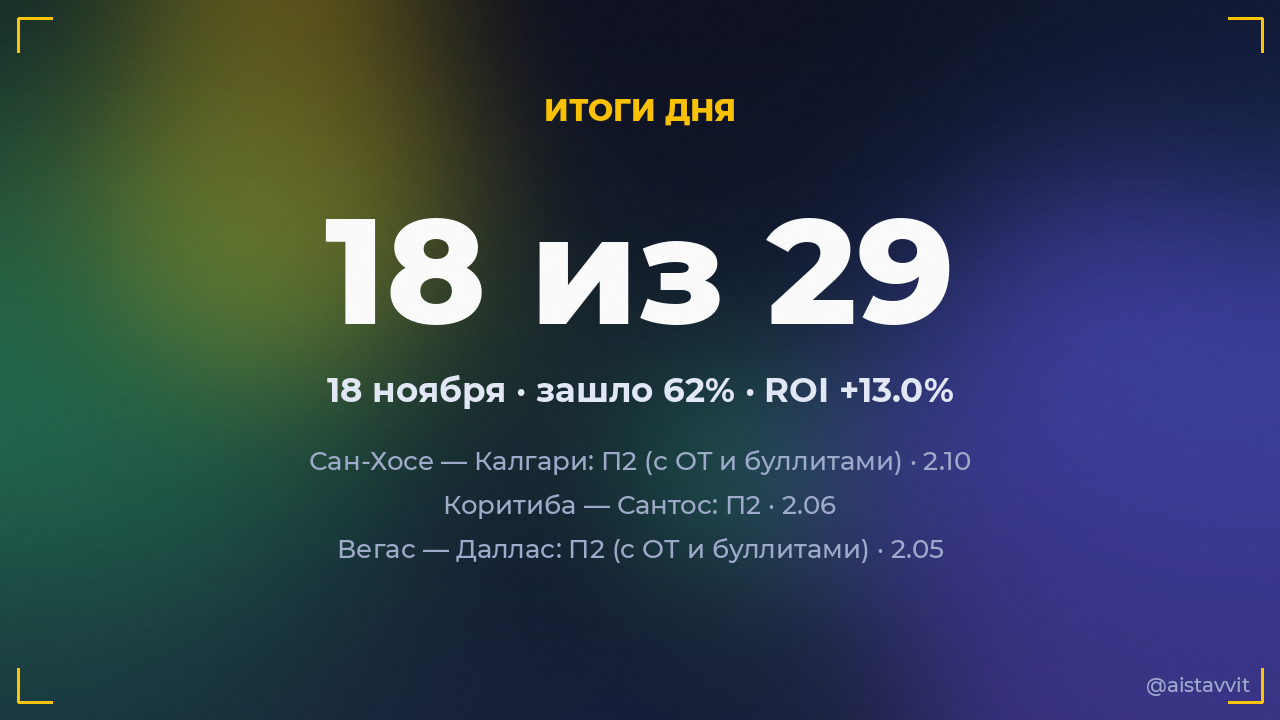 ИТОГИ ДНЯ
18 из 29
18 ноября · зашло 62% · ROI +13.0%
Сан-Хосе — Калгари: П2 (с ОТ и буллитами) · 2.10
Коритиба — Сантос: П2 · 2.06
Вегас — Даллас: П2 (с ОТ и буллитами) · 2.05
@aistavvit